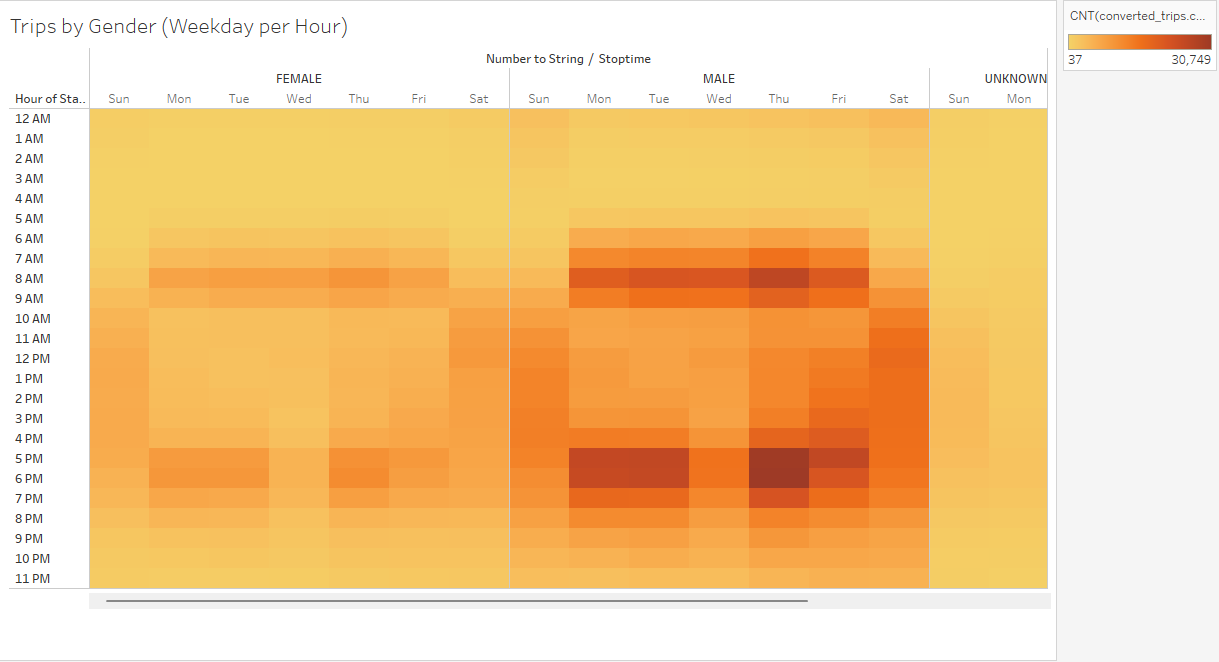 Trips by Gender (Weekday per Hour)
Number to String / Stoptime
FEMALE MALE UNKNOWN
Hour of Sta.. Sun Mon Tue Wed Thu Fri Sat Sun Mon Tue Wed Thu Fri Sat Sun Mon
12 AM
1 AM
2 AM
3 AM
4 AM
5 AM
6 AM
7 AM
8 AM
9 AM
10 AM
11 AM
12 PM
1 PM
2 PM
3 PM
4 PM
5 PM
6 PM
7 PM
8 PM
9 PM
10 PM
11 PM
CNT(converted_trips.c...
37 30,749